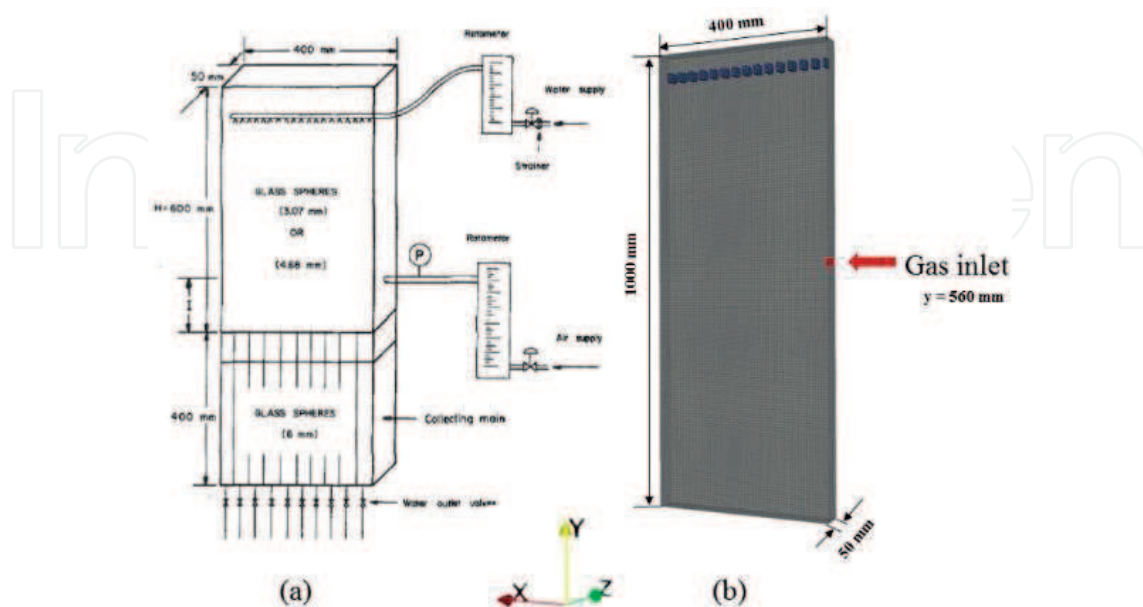 400 mm
50 mm
Rotameter
Water supply
Strainer
GLASS SPHERES
(3.07 mm)
OR
(4.68 mm)
H=600 mm
I
P
Rotameter
Air supply
400 mm
GLASS SPHERES
(6 mm)
Collecting main
Water outlet valves
(a)
400 mm
1000 mm
Gas inlet
y = 560 mm
50 mm
Y
X
Z
(b)